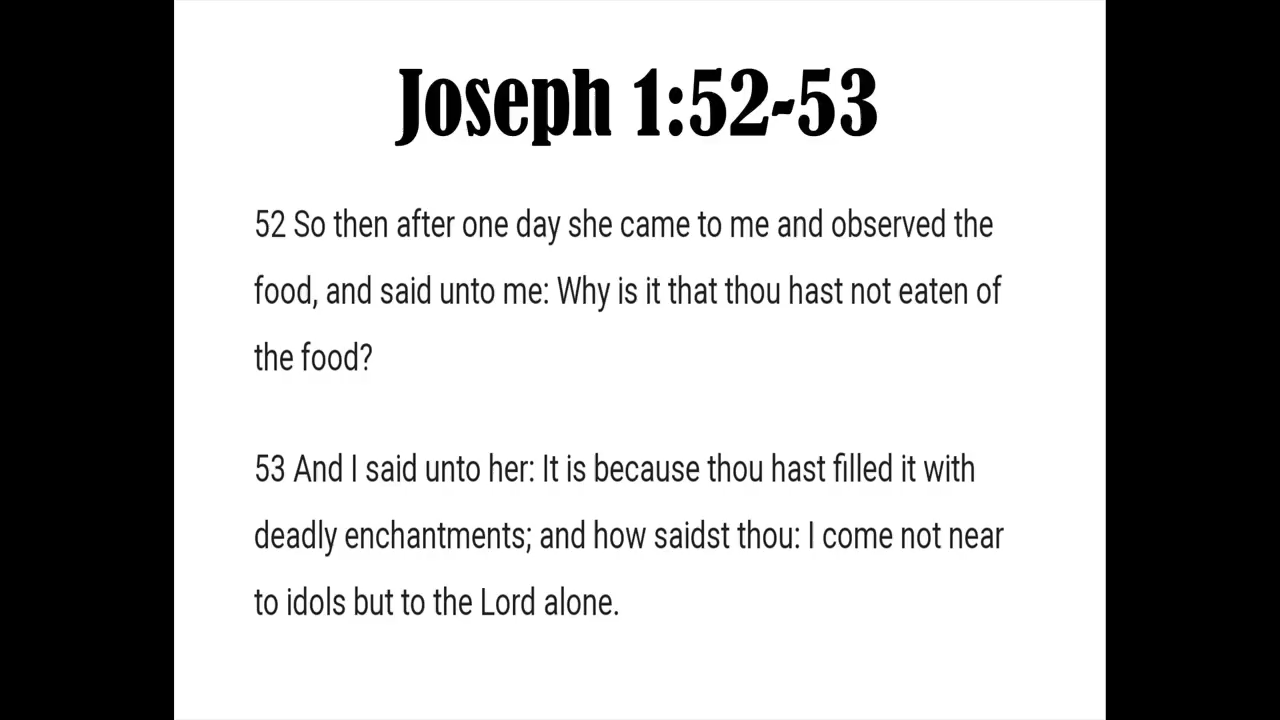 Joseph 1:52-53
52 So then after one day she came to me and observed the
food, and said unto me: Why is it that thou hast not eaten of
the food?
53 And I said unto her: It is because thou hast filled it with
deadly enchantments; and how saidst thou: I come not near
to idols but to the Lord alone.